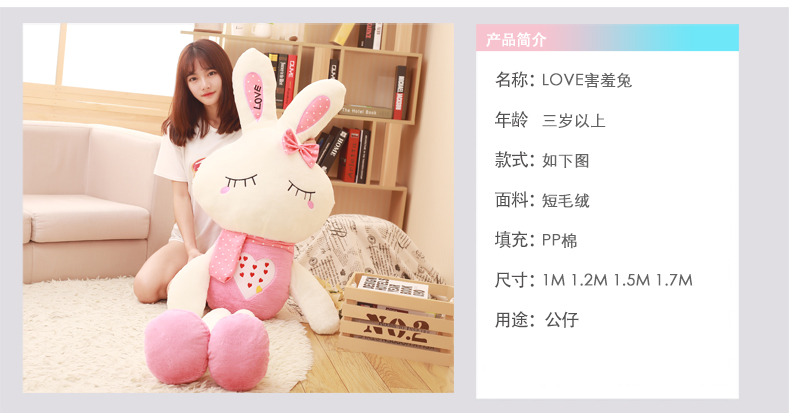 产品简介
名称：LOVE害羞兔
年龄 三岁以上
款式：如下图
面料：短毛绒
填充：PP棉
尺寸：1M 1.2M 1.5M 1.7M
用途：公仔
LOVE
NO.2